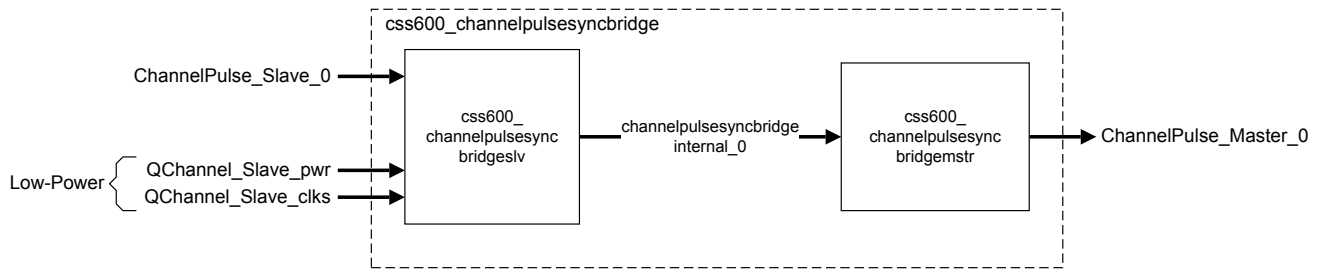 css600_channelpulsesyncbridge
ChannelPulse_Slave_0
css600_
channelpulsesync
bridgeslv
channelpulsesyncbridge
internal_0
css600_
channelpulsesync
bridgemstr
ChannelPulse_Master_0
Low-Power
QChannel_Slave_pwr
QChannel_Slave_clks